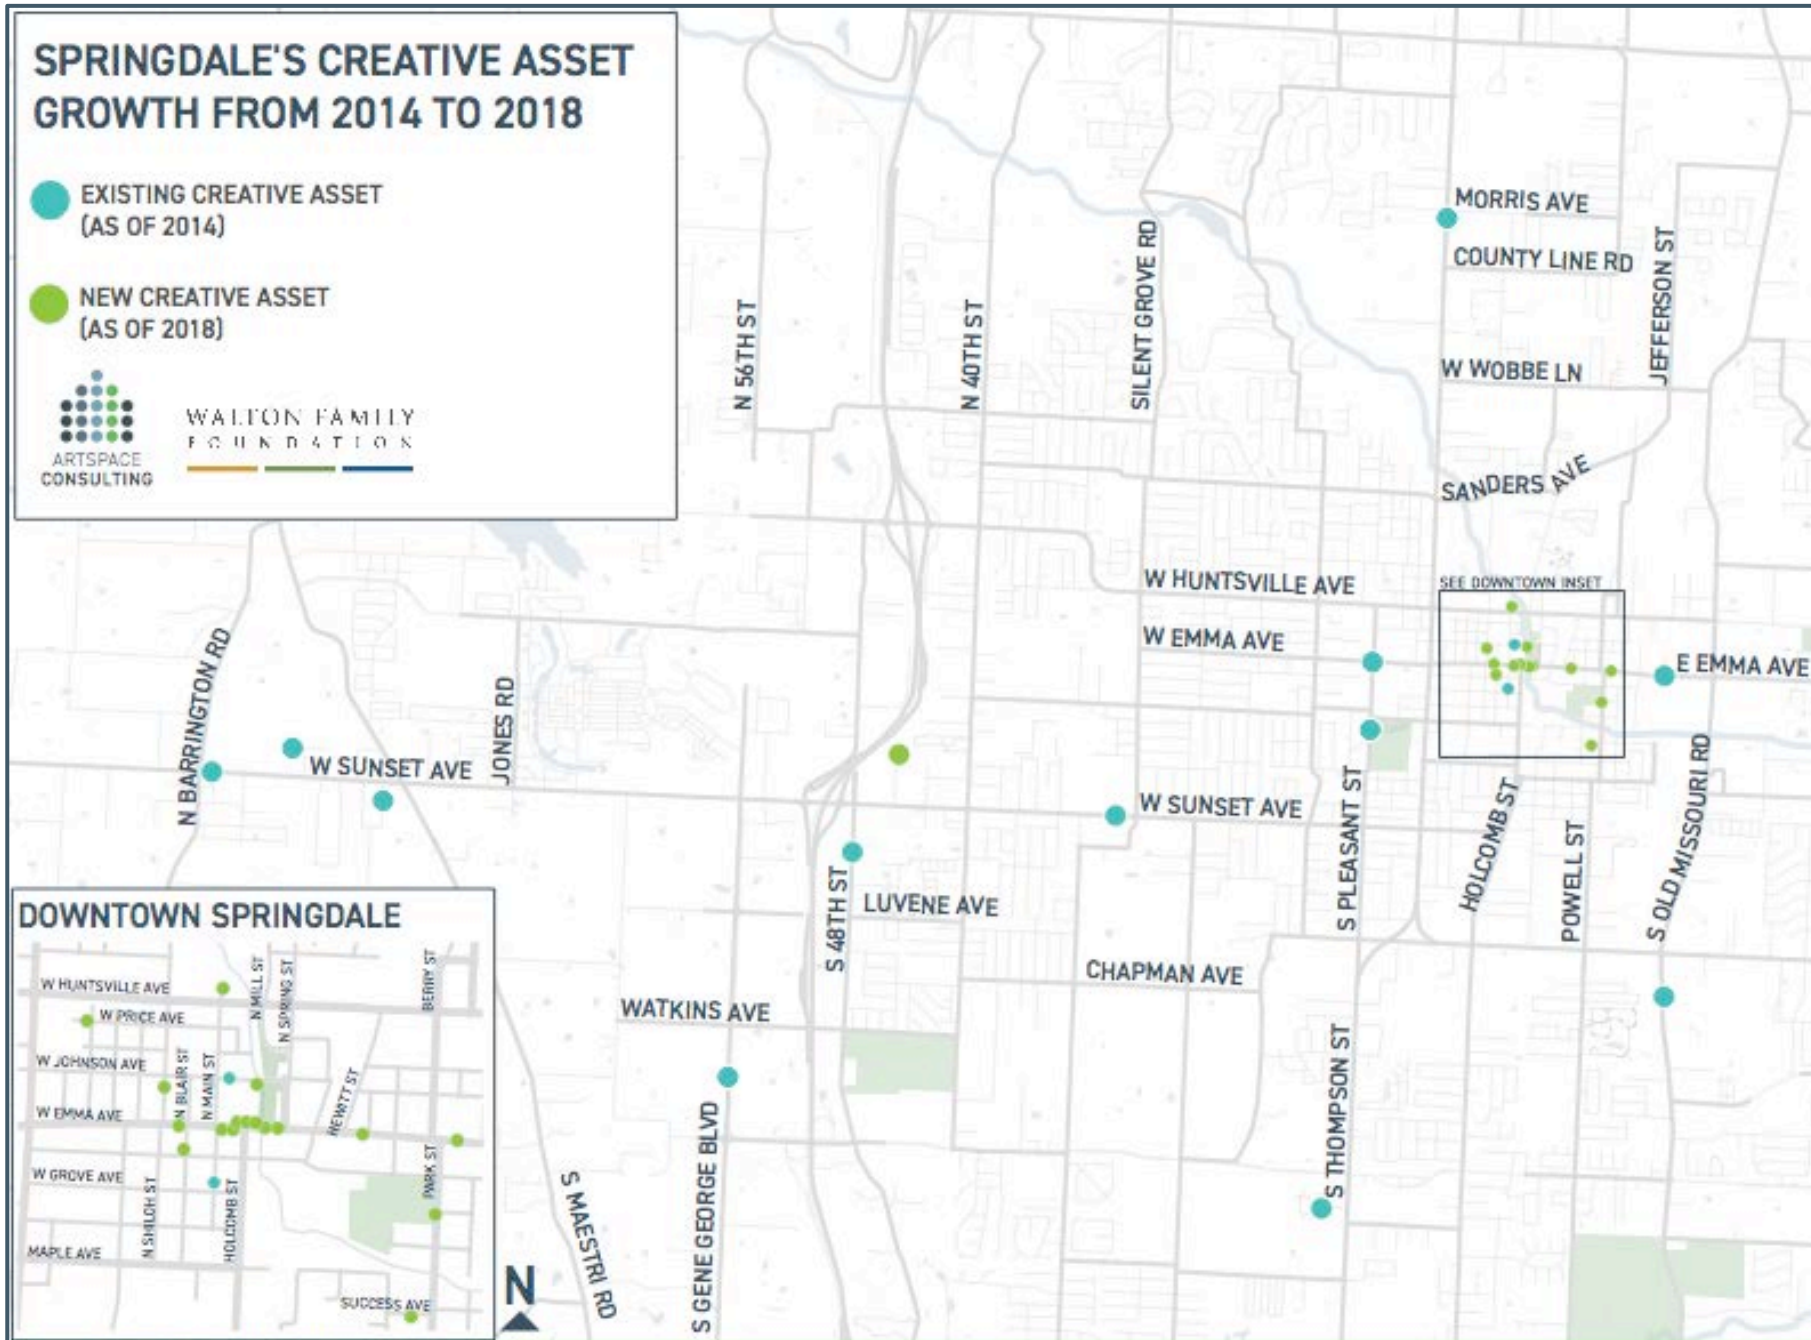 SPRINGDALE'S CREATIVE ASSET
GROWTH FROM 2014 TO 2018
EXISTING CREATIVE ASSET
(AS OF 2014)
NEW CREATIVE ASSET
(AS OF 2018)
ARTSPACE
CONSULTING
WALTON FAMILY
FOUNDATION
MORRIS AVE
COUNTY LINE RD
JEFFERSON ST
SILENT GROVE RD
N 56TH ST
N 40TH ST
W WOBBE LN
SANDERS AVE
W HUNTSVILLE AVE
SEE DOWNTOWN INSET
W EMMA AVE
E EMMA AVE
N BARRINGTON RD
JONES RD
W SUNSET AVE
W SUNSET AVE
S PLEASANT ST
HOLCOMB ST
POWELL ST
S OLD MISSOURI RD
S 48TH ST
LUVENE AVE
CHAPMAN AVE
WATKINS AVE
S THOMPSON ST
S GENE GEORGE BLVD
S MAESTRI RD
N
DOWNTOWN SPRINGDALE
W HUNTSVILLE AVE
N MILL ST
N SPRING ST
BERRY ST
W PRICE AVE
W JOHNSON AVE
N BLAIR ST
N MAIN ST
W EMMA AVE
HEWITT ST
W GROVE AVE
N SHILOH ST
HOLCOMB ST
PARK ST
MAPLE AVE
SUCCESS AVE